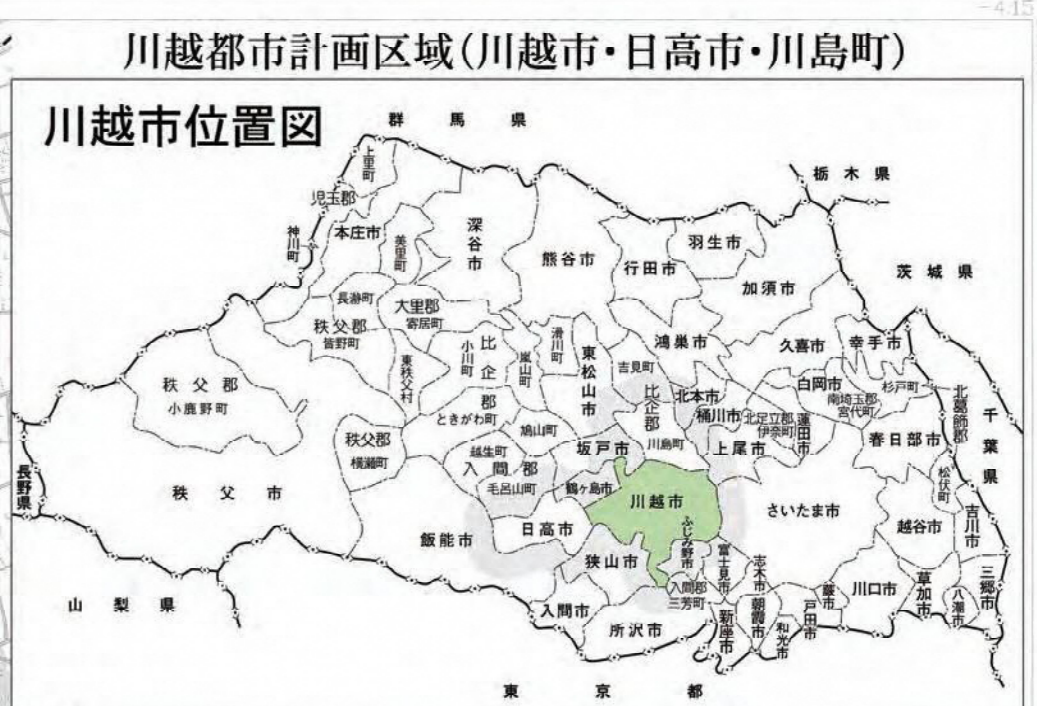 -4.15
川越都市計画区域(川越市・日高市・川島町)
川越市位置図
群馬県
栃木県
茨城県
千葉県
長野県
山梨県
東京都
上里町
児玉郡
神川町
本庄市
美里町
深谷市
熊谷市
行田市
羽生市
加須市
長瀞町
秩父郡
皆野町
大里郡
寄居町
東秩父村
小川町
比企郡
嵐山町
滑川町
東松山市
吉見町
鴻巣市
久喜市
幸手市
白岡市
杉戸町
南埼玉郡
宮代町
北葛飾郡
秩父郡
小鹿野町
ときがわ町
鳩山町
比企郡
川島町
北本市
桶川市
北足立郡
伊奈町
蓮田市
上尾市
春日部市
松伏町
秩父郡
横瀬町
越生町
入間郡
毛呂山町
坂戸市
鶴ヶ島市
川越市
さいたま市
越谷市
吉川市
秩父市
飯能市
日高市
狭山市
ふじみ野市
富士見市
入間郡
三芳町
志木市
入間市
所沢市
新座市
朝霞市
和光市
戸田市
蕨市
川口市
草加市
八潮市
三郷市